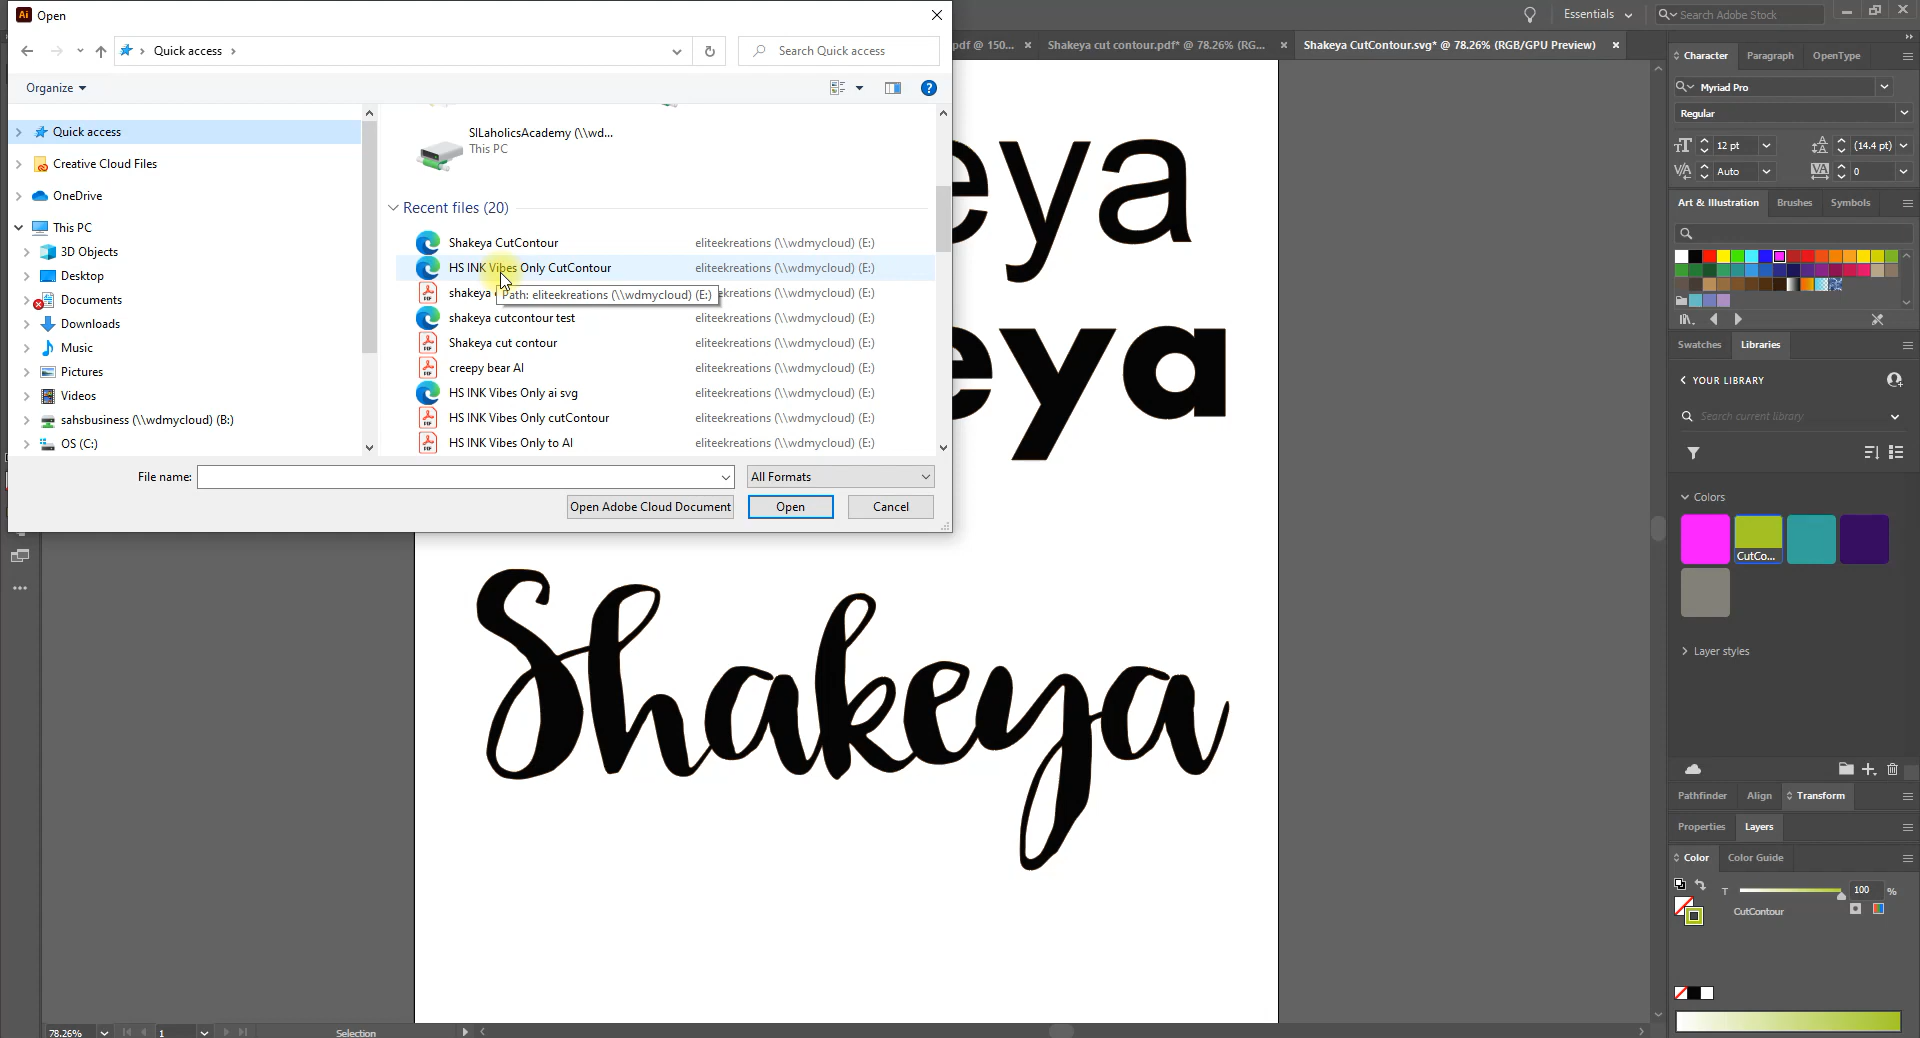 Open
Essentials
Search Adobe Stock
Quick access
Search Quick access
.pdf @ 150...
Shakeya cut contour.pdf* @ 78.26% (RG...
Shakeya CutContour.svg* @ 78.26% (RGB/GPU Preview)
Organize
Quick access
Creative Cloud Files
OneDrive
This PC
3D Objects
Desktop
Documents
Downloads
Music
Pictures
Videos
sahsbusiness (\\wdmycloud) (B:)
OS (C:)
SILaholicsAcademy (\\wd...
This PC
Recent files (20)
Shakeya CutContour eliteekreations (\\wdmycloud) (E:)
HS INK Vibes Only CutContour eliteekreations (\\wdmycloud) (E:)
shakeya
Path: eliteekreations (\\wdmycloud) (E:)
kreations (\\wdmycloud) (E:)
shakeya cutcontour test eliteekreations (\\wdmycloud) (E:)
Shakeya cut contour eliteekreations (\\wdmycloud) (E:)
creepy bear AI eliteekreations (\\wdmycloud) (E:)
HS INK Vibes Only ai svg eliteekreations (\\wdmycloud) (E:)
HS INK Vibes Only cutContour eliteekreations (\\wdmycloud) (E:)
HS INK Vibes Only to AI eliteekreations (\\wdmycloud) (E:)
File name:
All Formats
Open Adobe Cloud Document
Open
Cancel
eya
eya
Shakeya
Character Paragraph OpenType
Myriad Pro
Regular
12 pt
(14.4 pt)
Auto
0
Art & Illustration Brushes Symbols
Swatches Libraries
YOUR LIBRARY
Search current library
Colors
CutCo...
Layer styles
Pathfinder Align Transform
Properties Layers
Color Color Guide
T 100 %
CutContour
78.26%
1
Selection